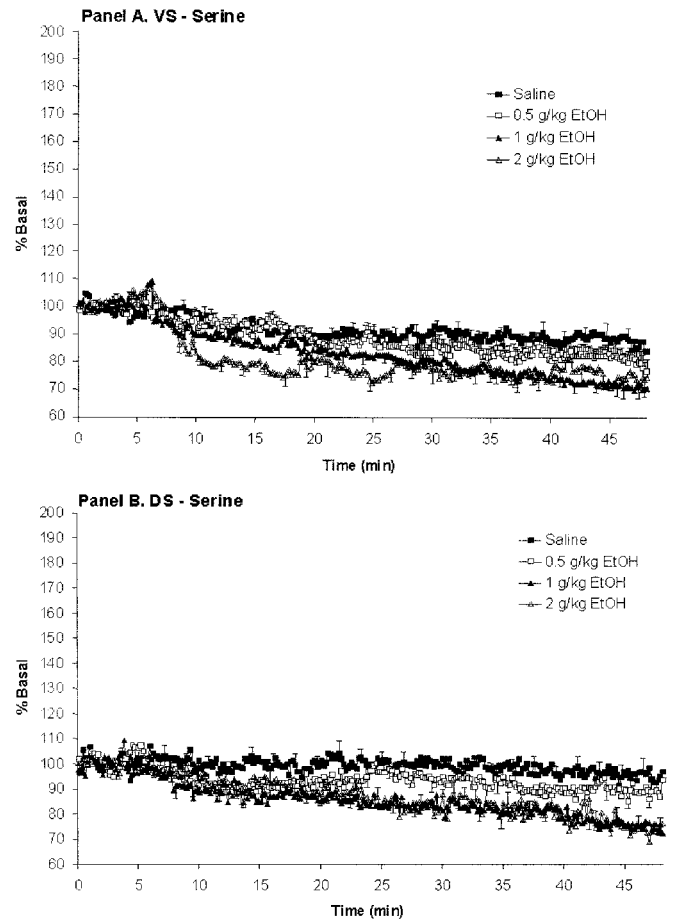 Panel A. VS - Serine
200
190
180
170
160
150
140
130
120
110
100
90
80
70
60
% Basal
Saline
0.5 g/kg EtOH
1 g/kg EtOH
2 g/kg EtOH
0 5 10 15 20 25 30 35 40 45
Time (min)
Panel B. DS - Serine
200
190
180
170
160
150
140
130
120
110
100
90
80
70
60
% Basal
Saline
0.5 g/kg EtOH
1 g/kg EtOH
2 g/kg EtOH
0 5 10 15 20 25 30 35 40 45
Time (min)